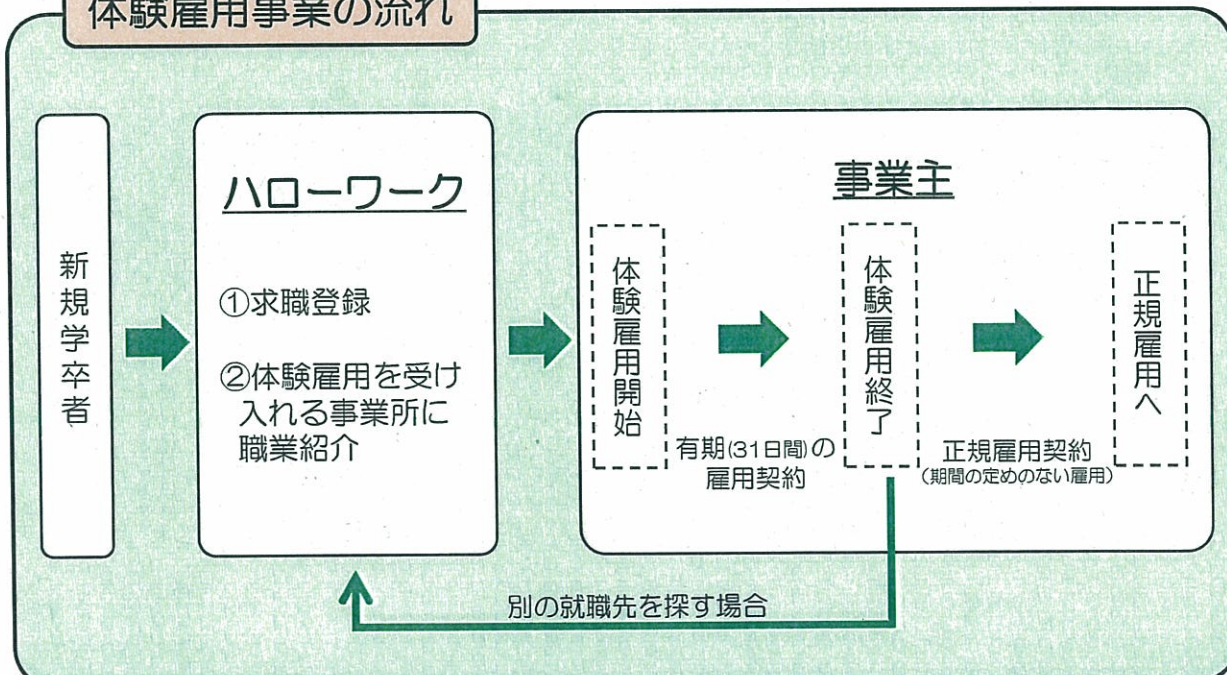 体験雇用事業の流れ
新規学卒者
ハローワーク
①求職登録
②体験雇用を受け
入れる事業所に
職業紹介
事業主
体験雇用開始
有期(31日間)の
雇用契約
体験雇用終了
正規雇用契約
(期間の定めのない雇用)
正規雇用へ
別の就職先を探す場合